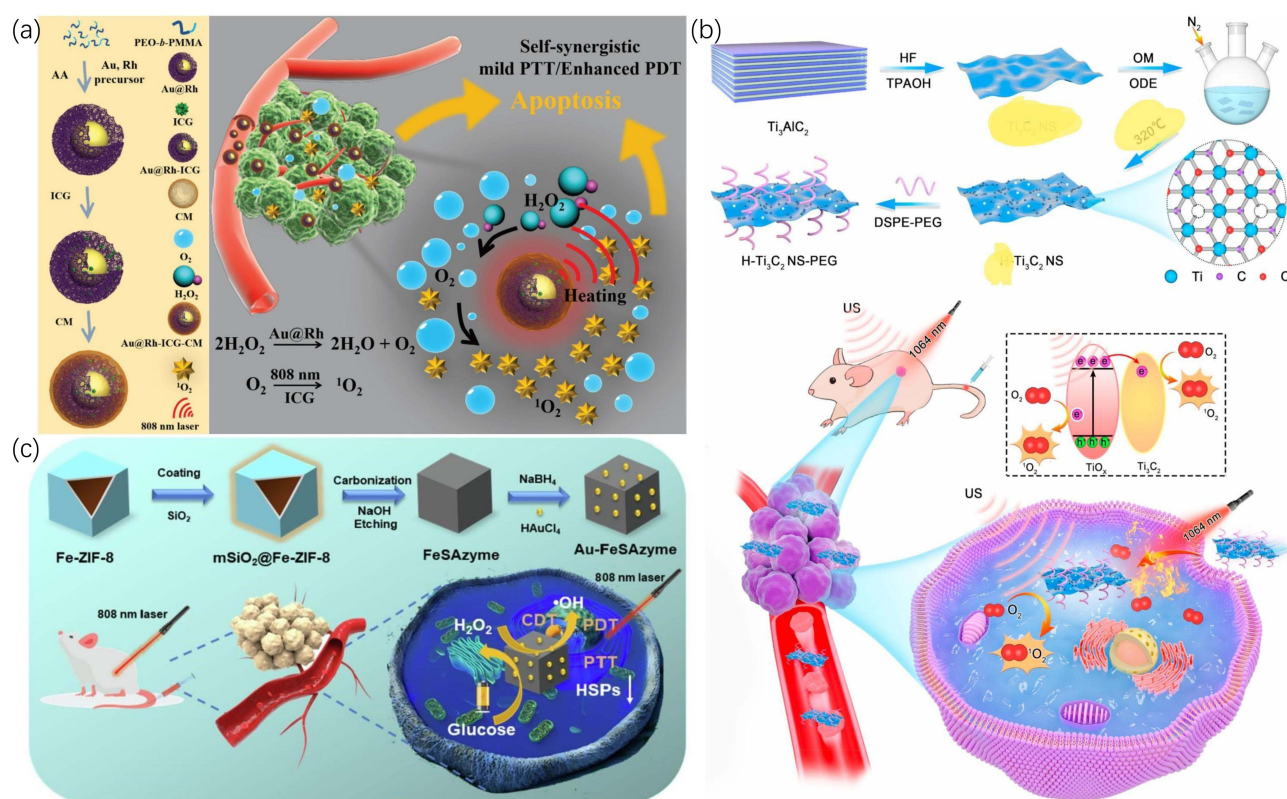 (a)
PEO-b-PMMA
AA
Au, Rh
precursor
Au@Rh
ICG
Au@Rh-ICG
ICG
CM
O₂
H₂O₂
CM
Au@Rh-ICG-CM
¹O₂
808 nm laser
Self-synergistic
mild PTT/Enhanced PDT
Apoptosis
H₂O₂
O₂
Heating
¹O₂
2H₂O₂ Au@Rh 2H₂O + O₂
O₂ 808 nm ¹O₂
ICG
(b)
Ti₃AlC₂
HF
TPAOH
Ti₃C₂ NS
OM
ODE
N₂
320℃
H-Ti₃C₂ NS-PEG
DSPE-PEG
H-Ti₃C₂ NS
Ti C O
US
1064 nm
O₂
¹O₂
e⁻ e⁻ e⁻
e⁻
h⁺ h⁺ h⁺
TiOₓ
e⁻
Ti₃C₂
O₂
¹O₂
US
1064 nm
O₂
¹O₂
(c)
Fe-ZIF-8
Coating
SiO₂
mSiO₂@Fe-ZIF-8
Carbonization
NaOH
Etching
FeSAzyme
NaBH₄
HAuCl₄
Au-FeSAzyme
808 nm laser
808 nm laser
•OH
H₂O₂
CDT
PDT
PTT
HSPs
Glucose